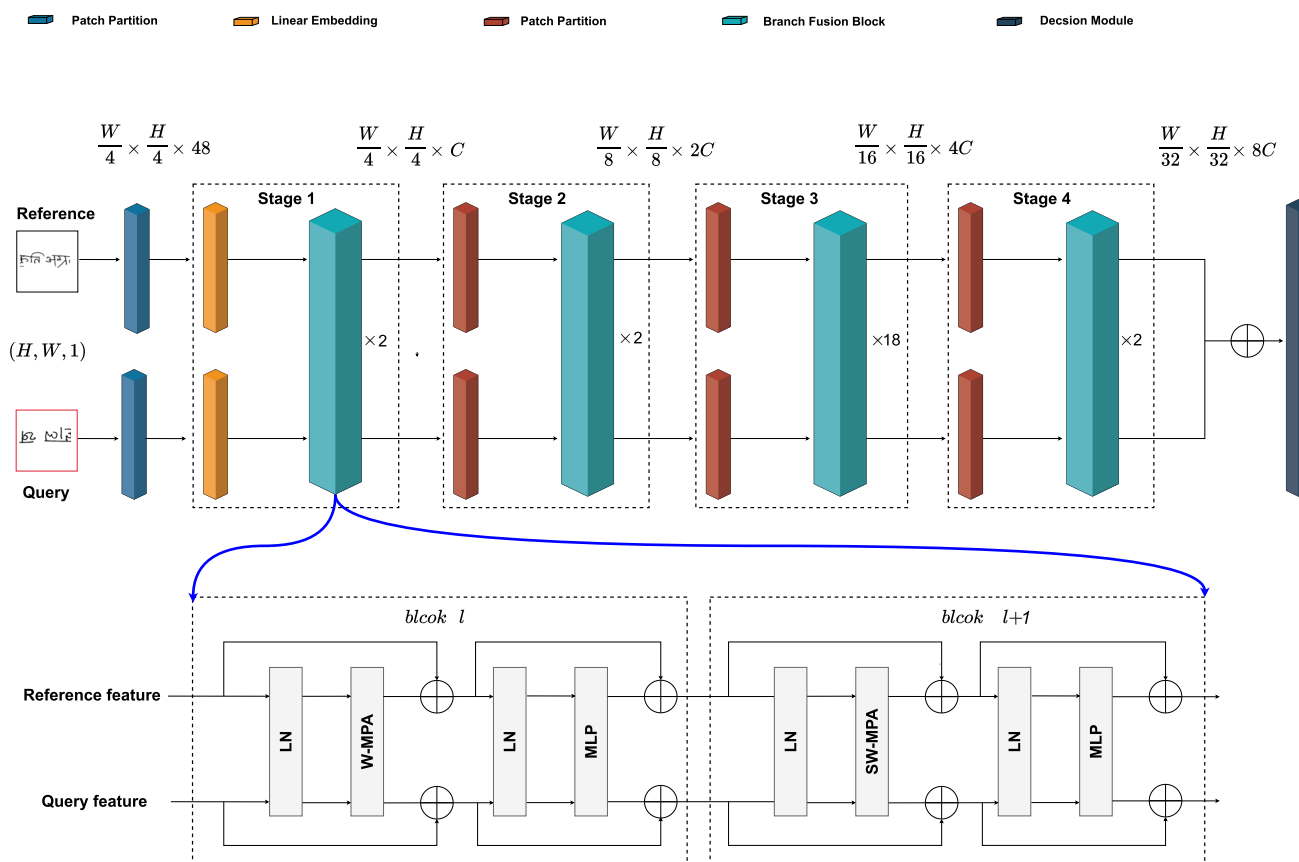 Patch Partition Linear Embedding Patch Partition Branch Fusion Block Decsion Module
W/4 × H/4 × 48 W/4 × H/4 × C W/8 × H/8 × 2C W/16 × H/16 × 4C W/32 × H/32 × 8C
Stage 1 Stage 2 Stage 3 Stage 4
Reference
×2 ×2 ×18 ×2
(H, W, 1)
Query
blcok l blcok l+1
Reference feature
LN W-MPA LN MLP LN SW-MPA LN MLP
Query feature